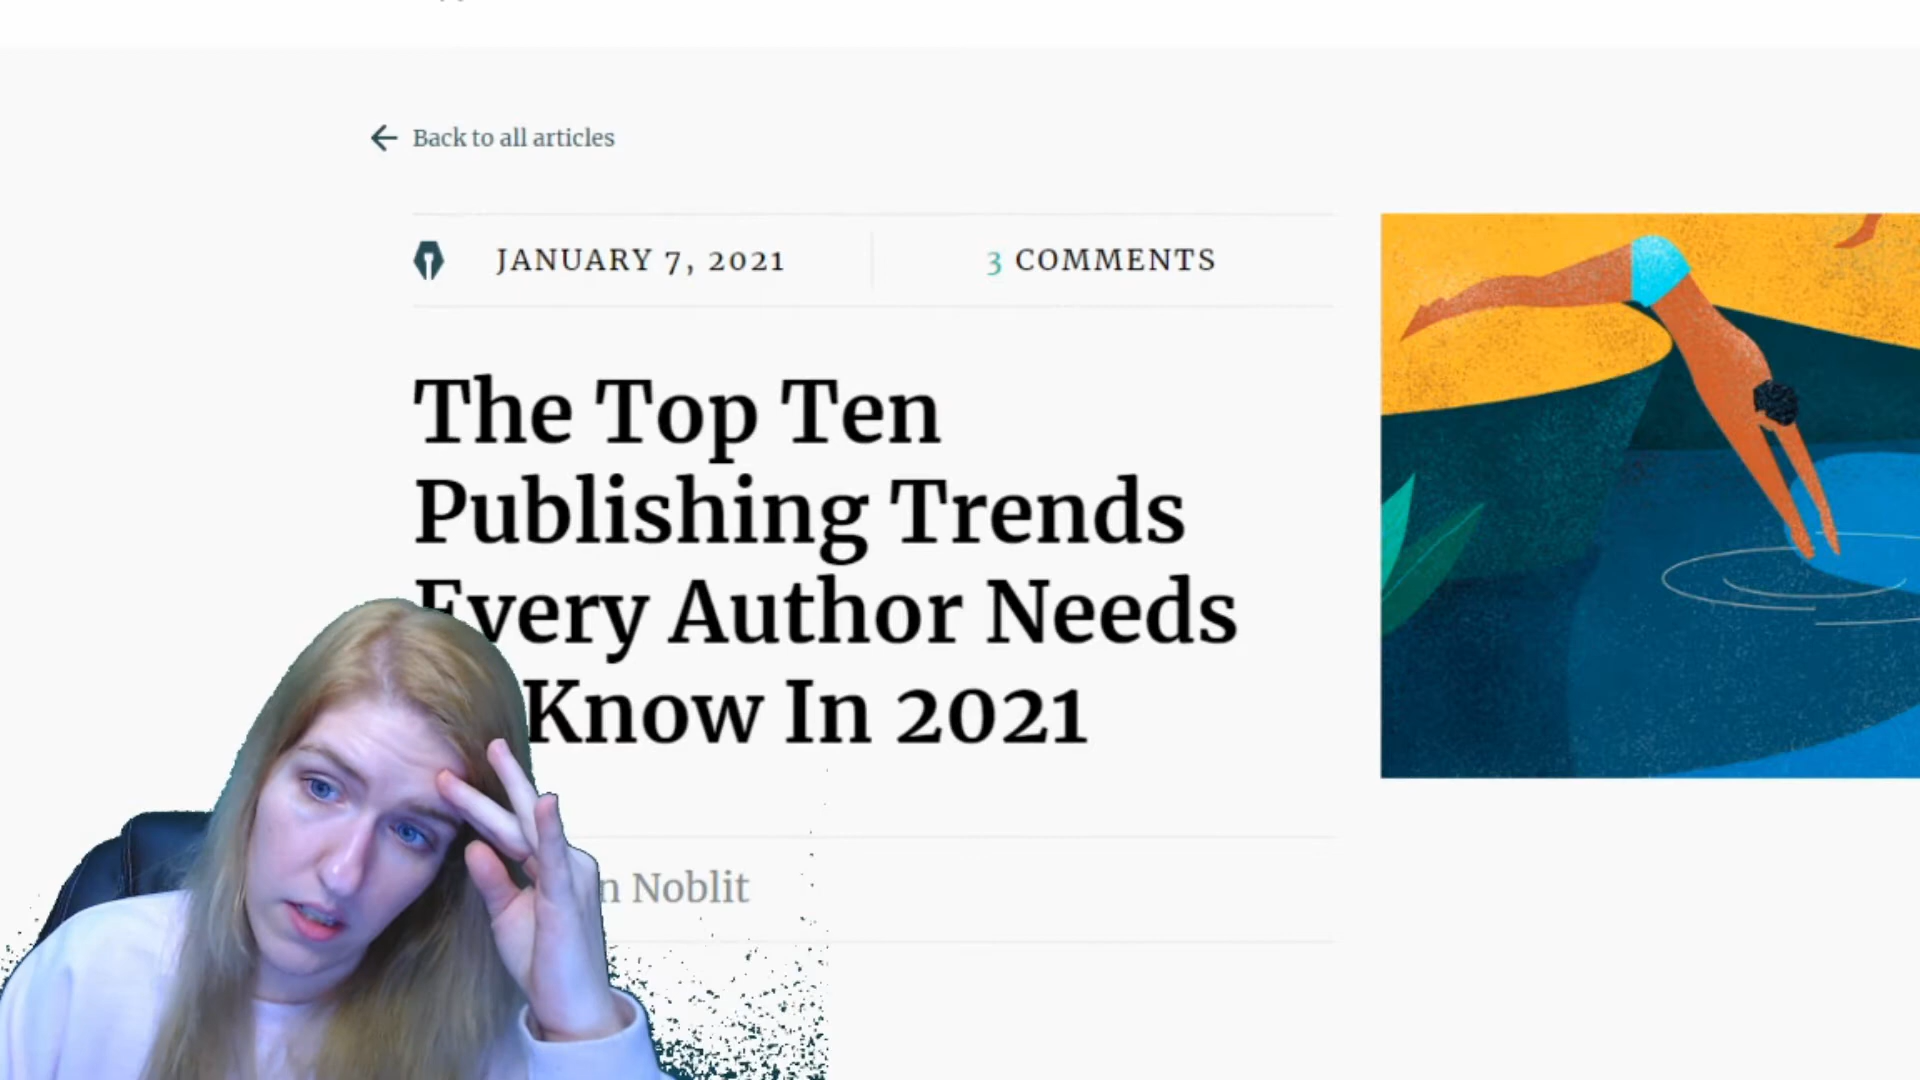 Back to all articles
JANUARY 7, 2021
3 COMMENTS
The Top Ten
Publishing Trends
Every Author Needs
Know In 2021
n Noblit